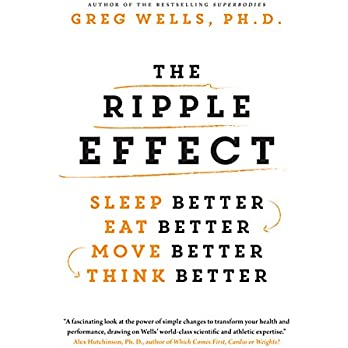 AUTHOR OF THE BESTSELLING SUPERBODIES
GREG WELLS, PH.D.
THE
RIPPLE
EFFECT
SLEEP BETTER
EAT BETTER
MOVE BETTER
THINK BETTER
"A fascinating look at the power of simple changes to transform your health and
performance, drawing on Wells' world-class scientific and athletic expertise."
Alex Hutchinson, Ph. D., author of Which Comes First, Cardio or Weights?